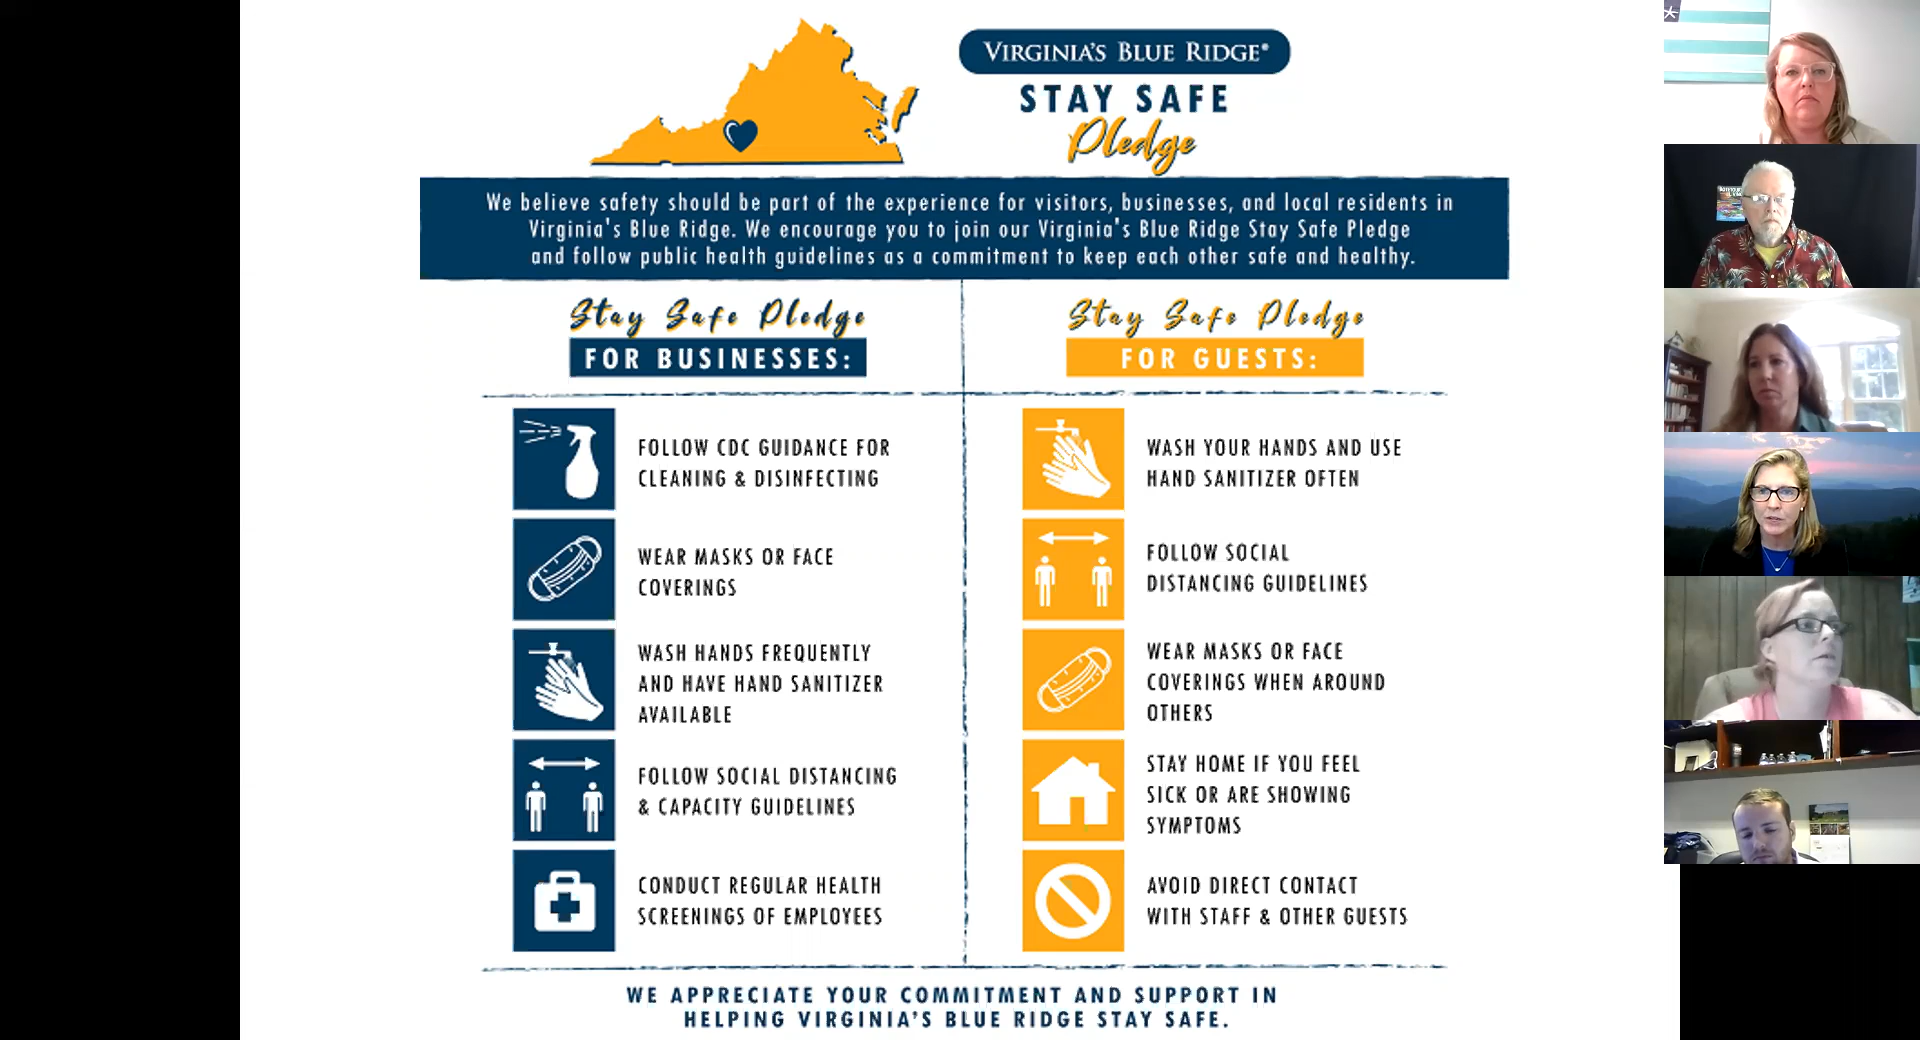 VIRGINIA'S BLUE RIDGE®
STAY SAFE
Pledge
We believe safety should be part of the experience for visitors, businesses, and local residents in
Virginia's Blue Ridge. We encourage you to join our Virginia's Blue Ridge Stay Safe Pledge
and follow public health guidelines as a commitment to keep each other safe and healthy.
Stay Safe Pledge
FOR BUSINESSES:
FOLLOW CDC GUIDANCE FOR
CLEANING & DISINFECTING
WEAR MASKS OR FACE
COVERINGS
WASH HANDS FREQUENTLY
AND HAVE HAND SANITIZER
AVAILABLE
FOLLOW SOCIAL DISTANCING
& CAPACITY GUIDELINES
CONDUCT REGULAR HEALTH
SCREENINGS OF EMPLOYEES
Stay Safe Pledge
FOR GUESTS:
WASH YOUR HANDS AND USE
HAND SANITIZER OFTEN
FOLLOW SOCIAL
DISTANCING GUIDELINES
WEAR MASKS OR FACE
COVERINGS WHEN AROUND
OTHERS
STAY HOME IF YOU FEEL
SICK OR ARE SHOWING
SYMPTOMS
AVOID DIRECT CONTACT
WITH STAFF & OTHER GUESTS
WE APPRECIATE YOUR COMMITMENT AND SUPPORT IN
HELPING VIRGINIA'S BLUE RIDGE STAY SAFE.